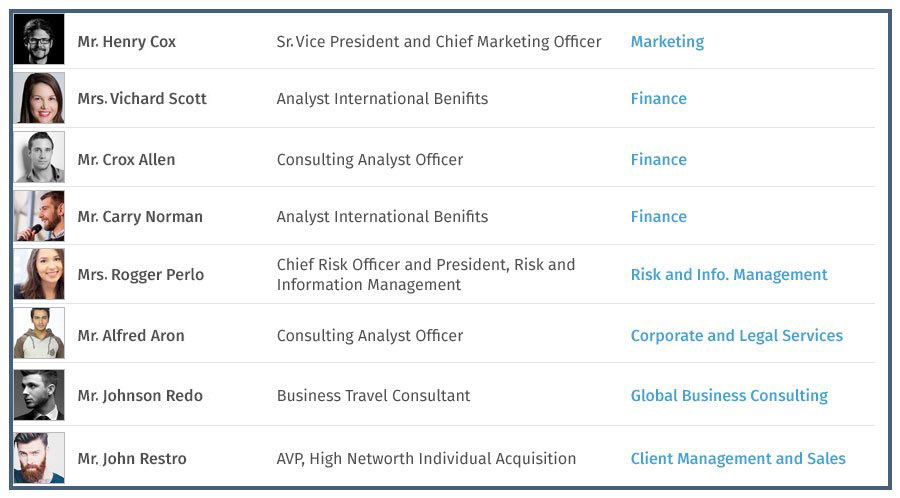 Mr. Henry Cox Sr. Vice President and Chief Marketing Officer Marketing
Mrs. Vichard Scott Analyst International Benifits Finance
Mr. Crox Allen Consulting Analyst Officer Finance
Mr. Carry Norman Analyst International Benifits Finance
Mrs. Rogger Perlo Chief Risk Officer and President, Risk and
Information Management Risk and Info. Management
Mr. Alfred Aron Consulting Analyst Officer Corporate and Legal Services
Mr. Johnson Redo Business Travel Consultant Global Business Consulting
Mr. John Restro AVP, High Networth Individual Acquisition Client Management and Sales